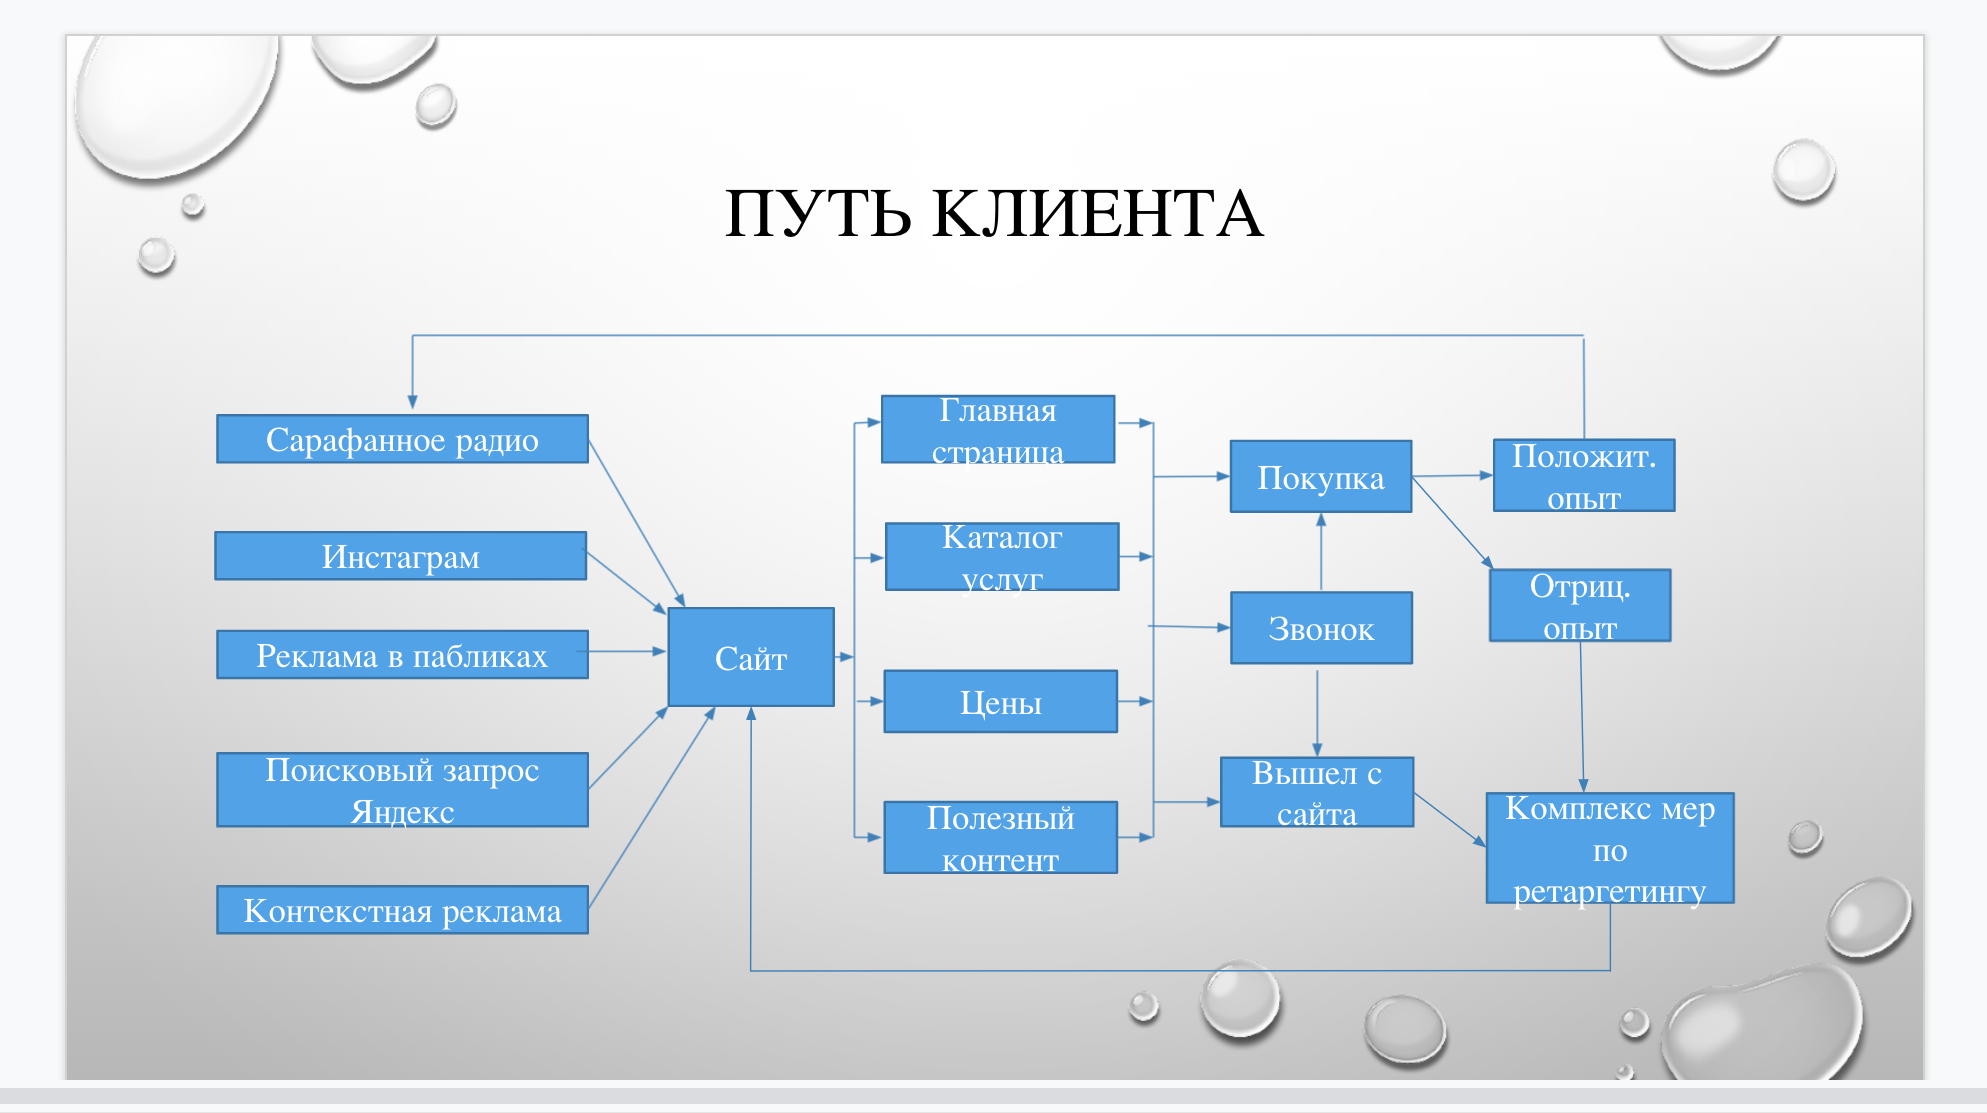 ПУТЬ КЛИЕНТА
Сарафанное радио
Инстаграм
Реклама в пабликах
Поисковый запрос
Яндекс
Контекстная реклама
Сайт
Главная
страница
Каталог
услуг
Цены
Полезный
контент
Покупка
Звонок
Вышел с
сайта
Положит.
опыт
Отриц.
опыт
Комплекс мер
по
ретаргетингу